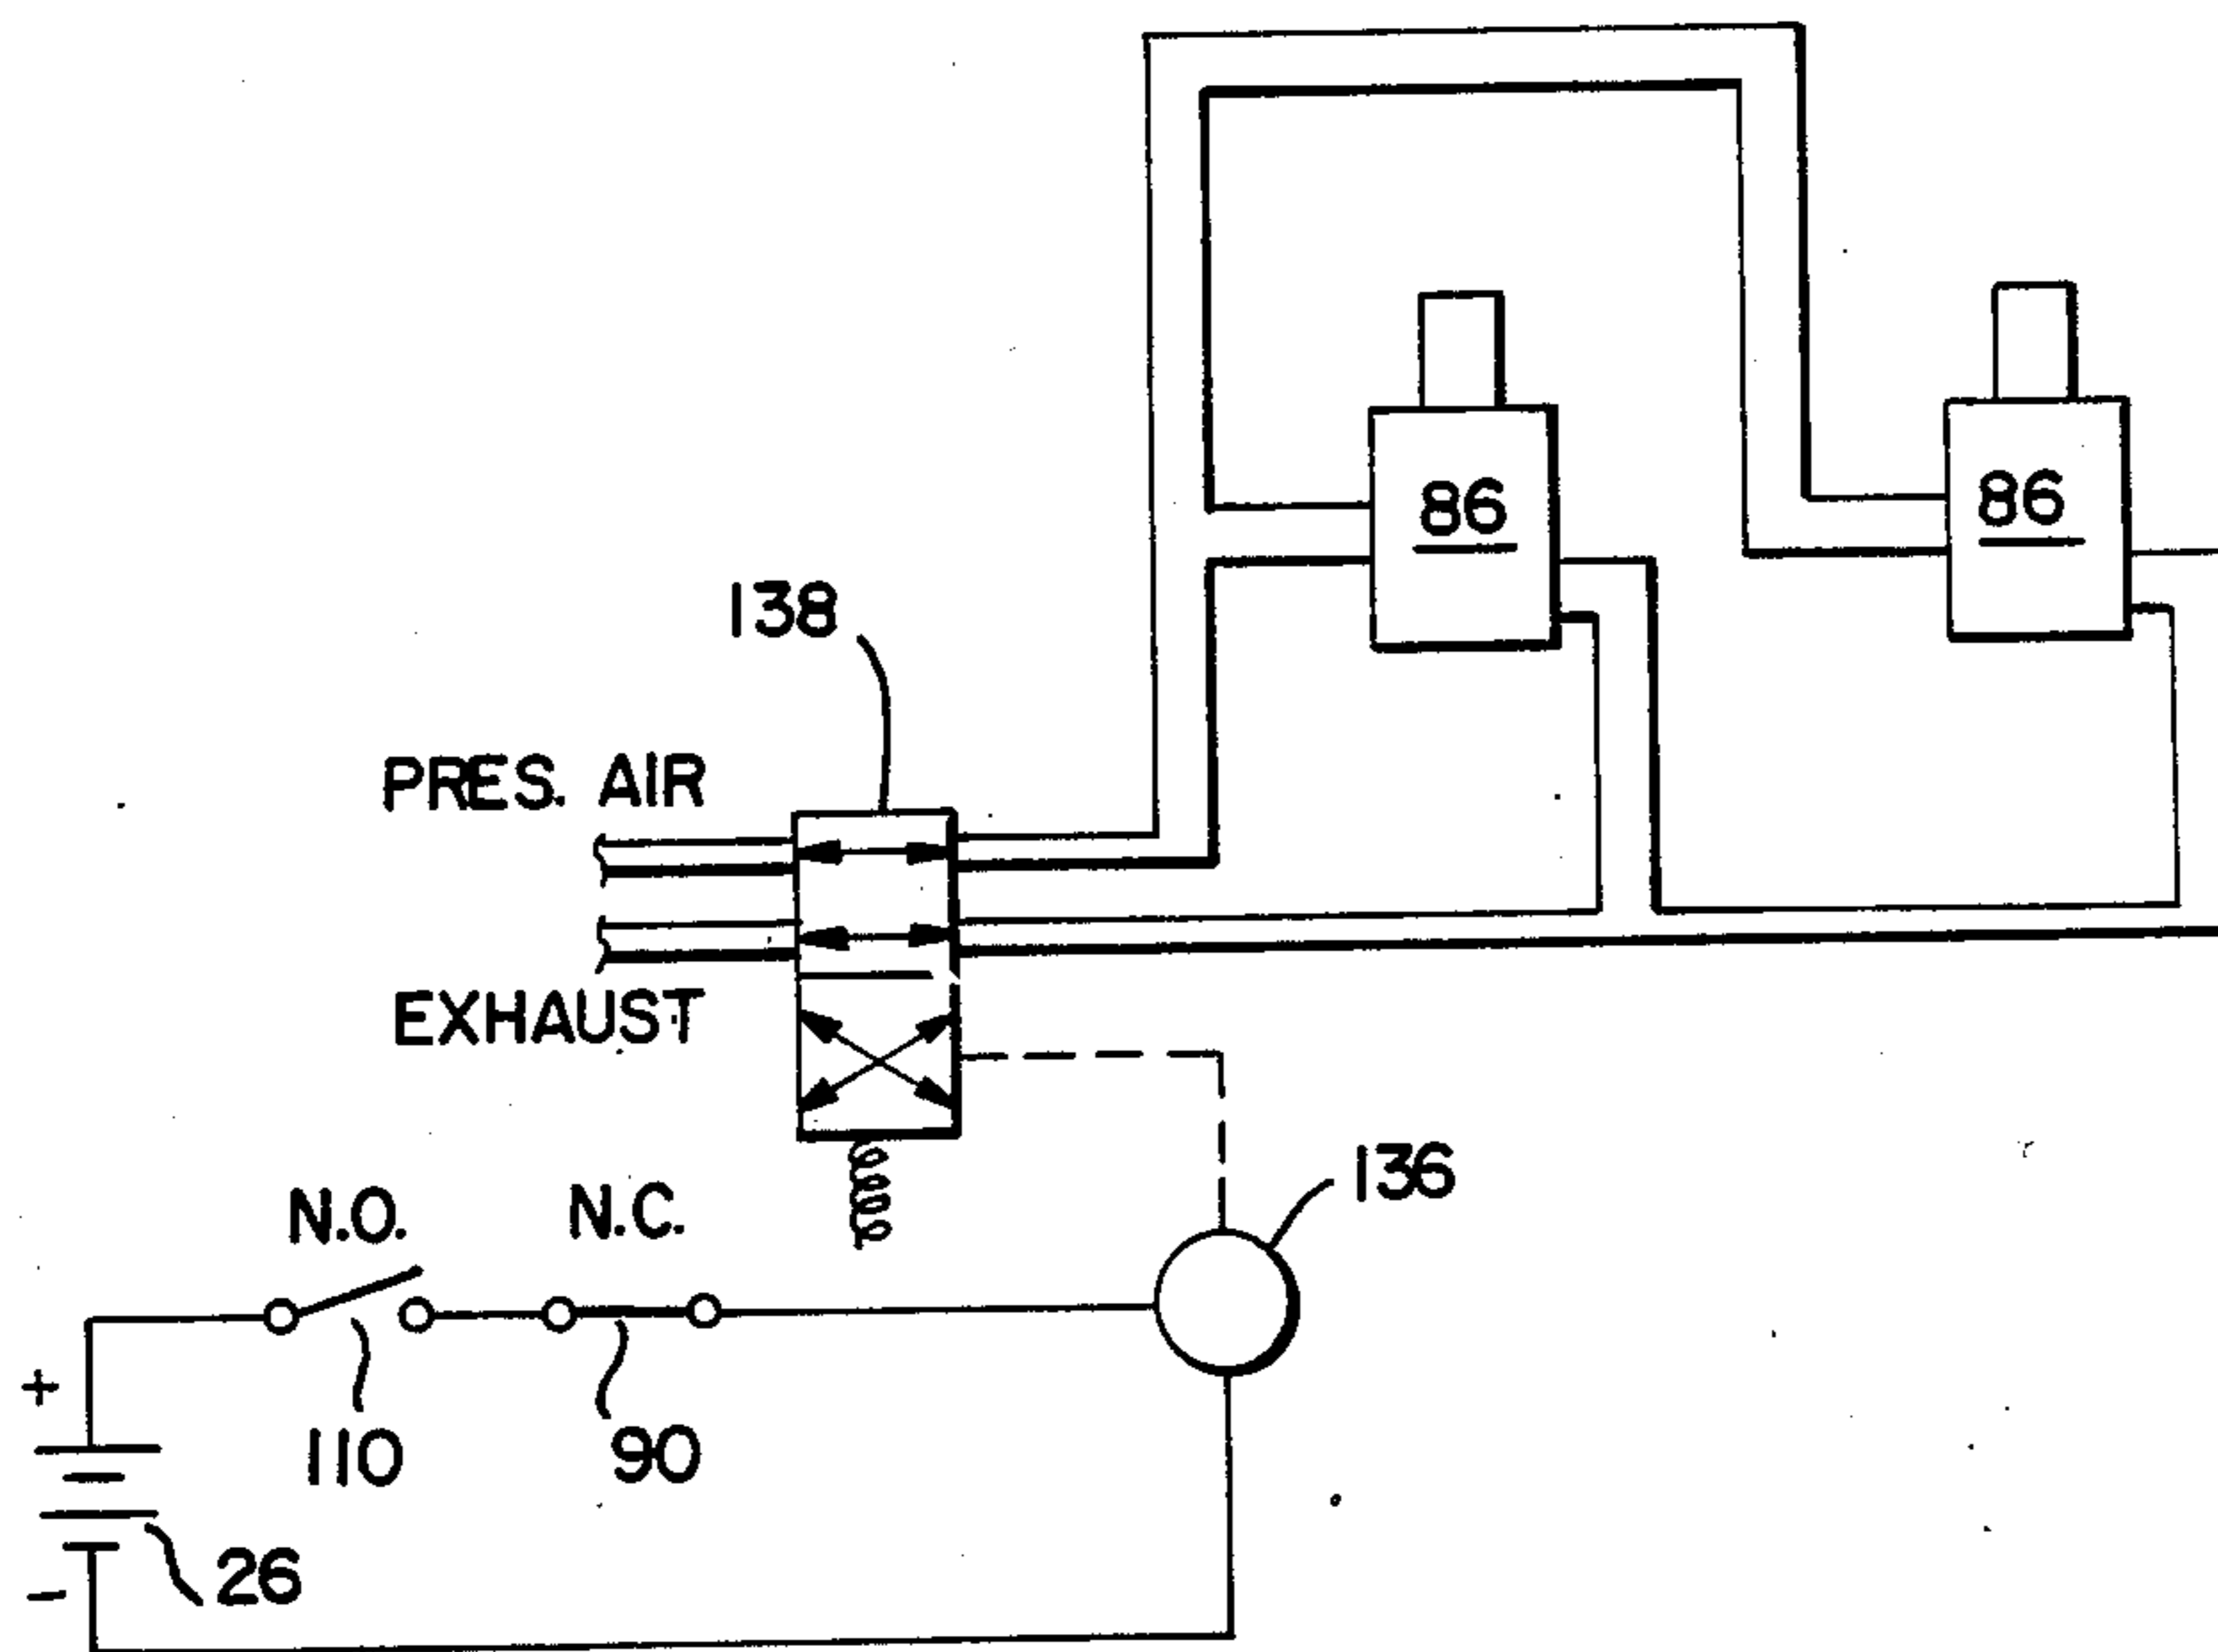 86
86
138
PRES. AIR
EXHAUST
136
N.O.
N.C.
+
110
90
26
-